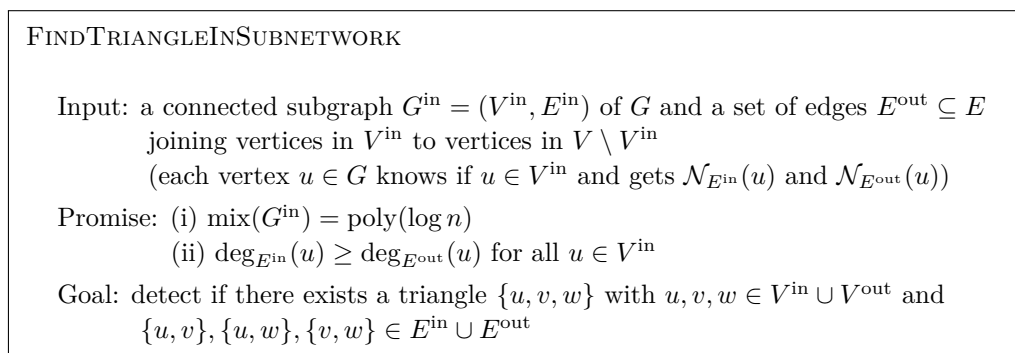 FINDTRIANGLEINSUBNETWORK
Input: a connected subgraph G^in = (V^in, E^in) of G and a set of edges E^out ⊆ E
joining vertices in V^in to vertices in V \ V^in
(each vertex u ∈ G knows if u ∈ V^in and gets 𝒩_{E^in}(u) and 𝒩_{E^out}(u))
Promise: (i) mix(G^in) = poly(log n)
(ii) deg_{E^in}(u) ≥ deg_{E^out}(u) for all u ∈ V^in
Goal: detect if there exists a triangle {u, v, w} with u, v, w ∈ V^in ∪ V^out and
{u, v}, {u, w}, {v, w} ∈ E^in ∪ E^out